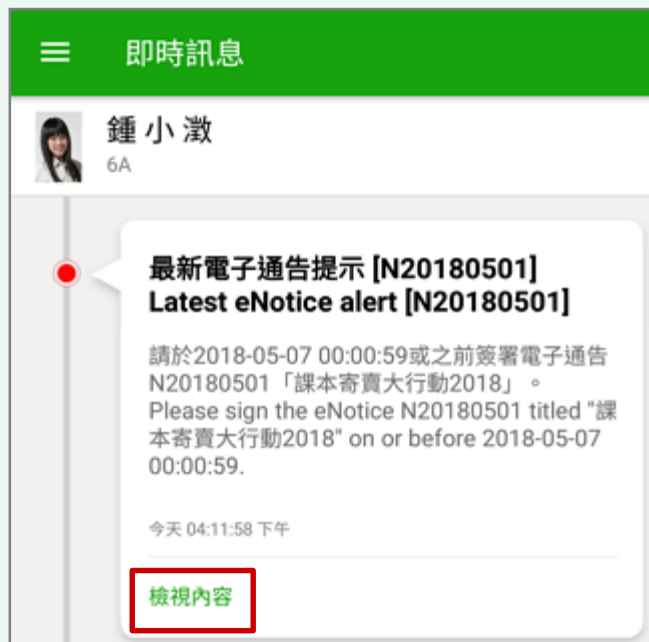 即時訊息
鍾小澂
6A
最新電子通告提示 [N20180501]
Latest eNotice alert [N20180501]
請於2018-05-07 00:00:59或之前簽署電子通告
N20180501「課本寄賣大行動2018」。
Please sign the eNotice N20180501 titled "課
本寄賣大行動2018" on or before 2018-05-07
00:00:59.
今天 04:11:58 下午
檢視內容